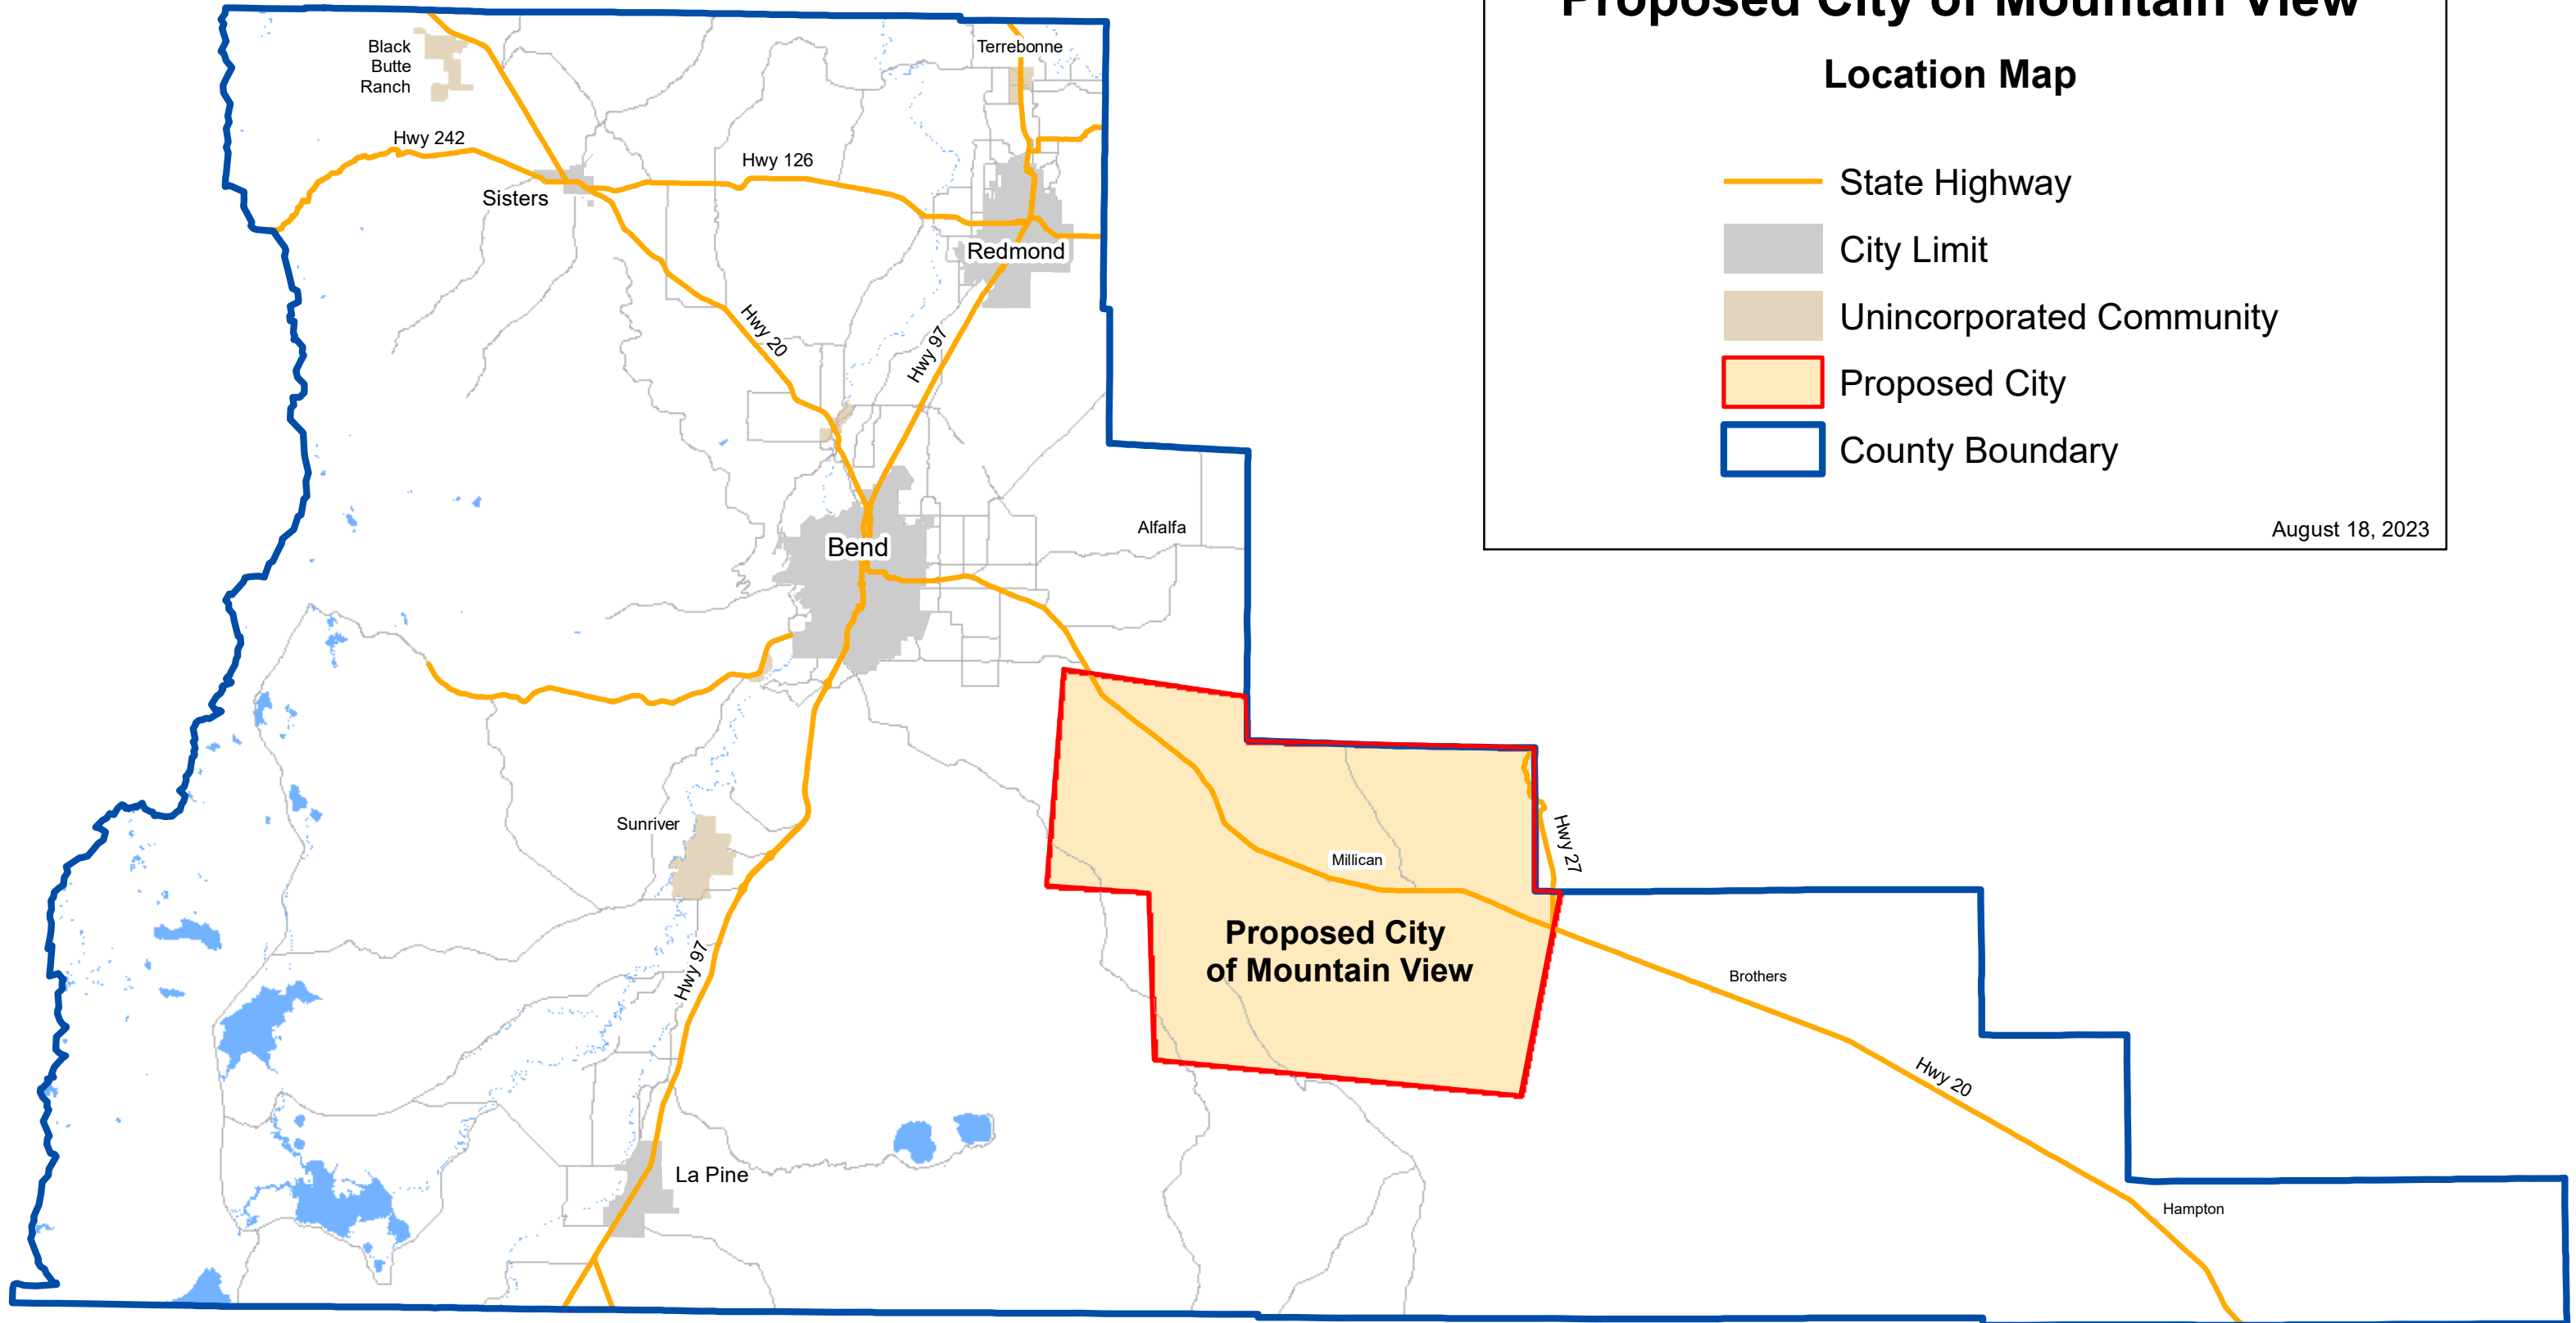 Proposed City of Mountain View
Location Map
State Highway
City Limit
Unincorporated Community
Proposed City
County Boundary
August 18, 2023
Black
Butte
Ranch
Terrebonne
Hwy 242
Hwy 126
Sisters
Redmond
Hwy 20
Hwy 97
Alfalfa
Bend
Sunriver
Millican
Hwy 27
Proposed City
of Mountain View
Hwy 97
Brothers
Hwy 20
La Pine
Hampton